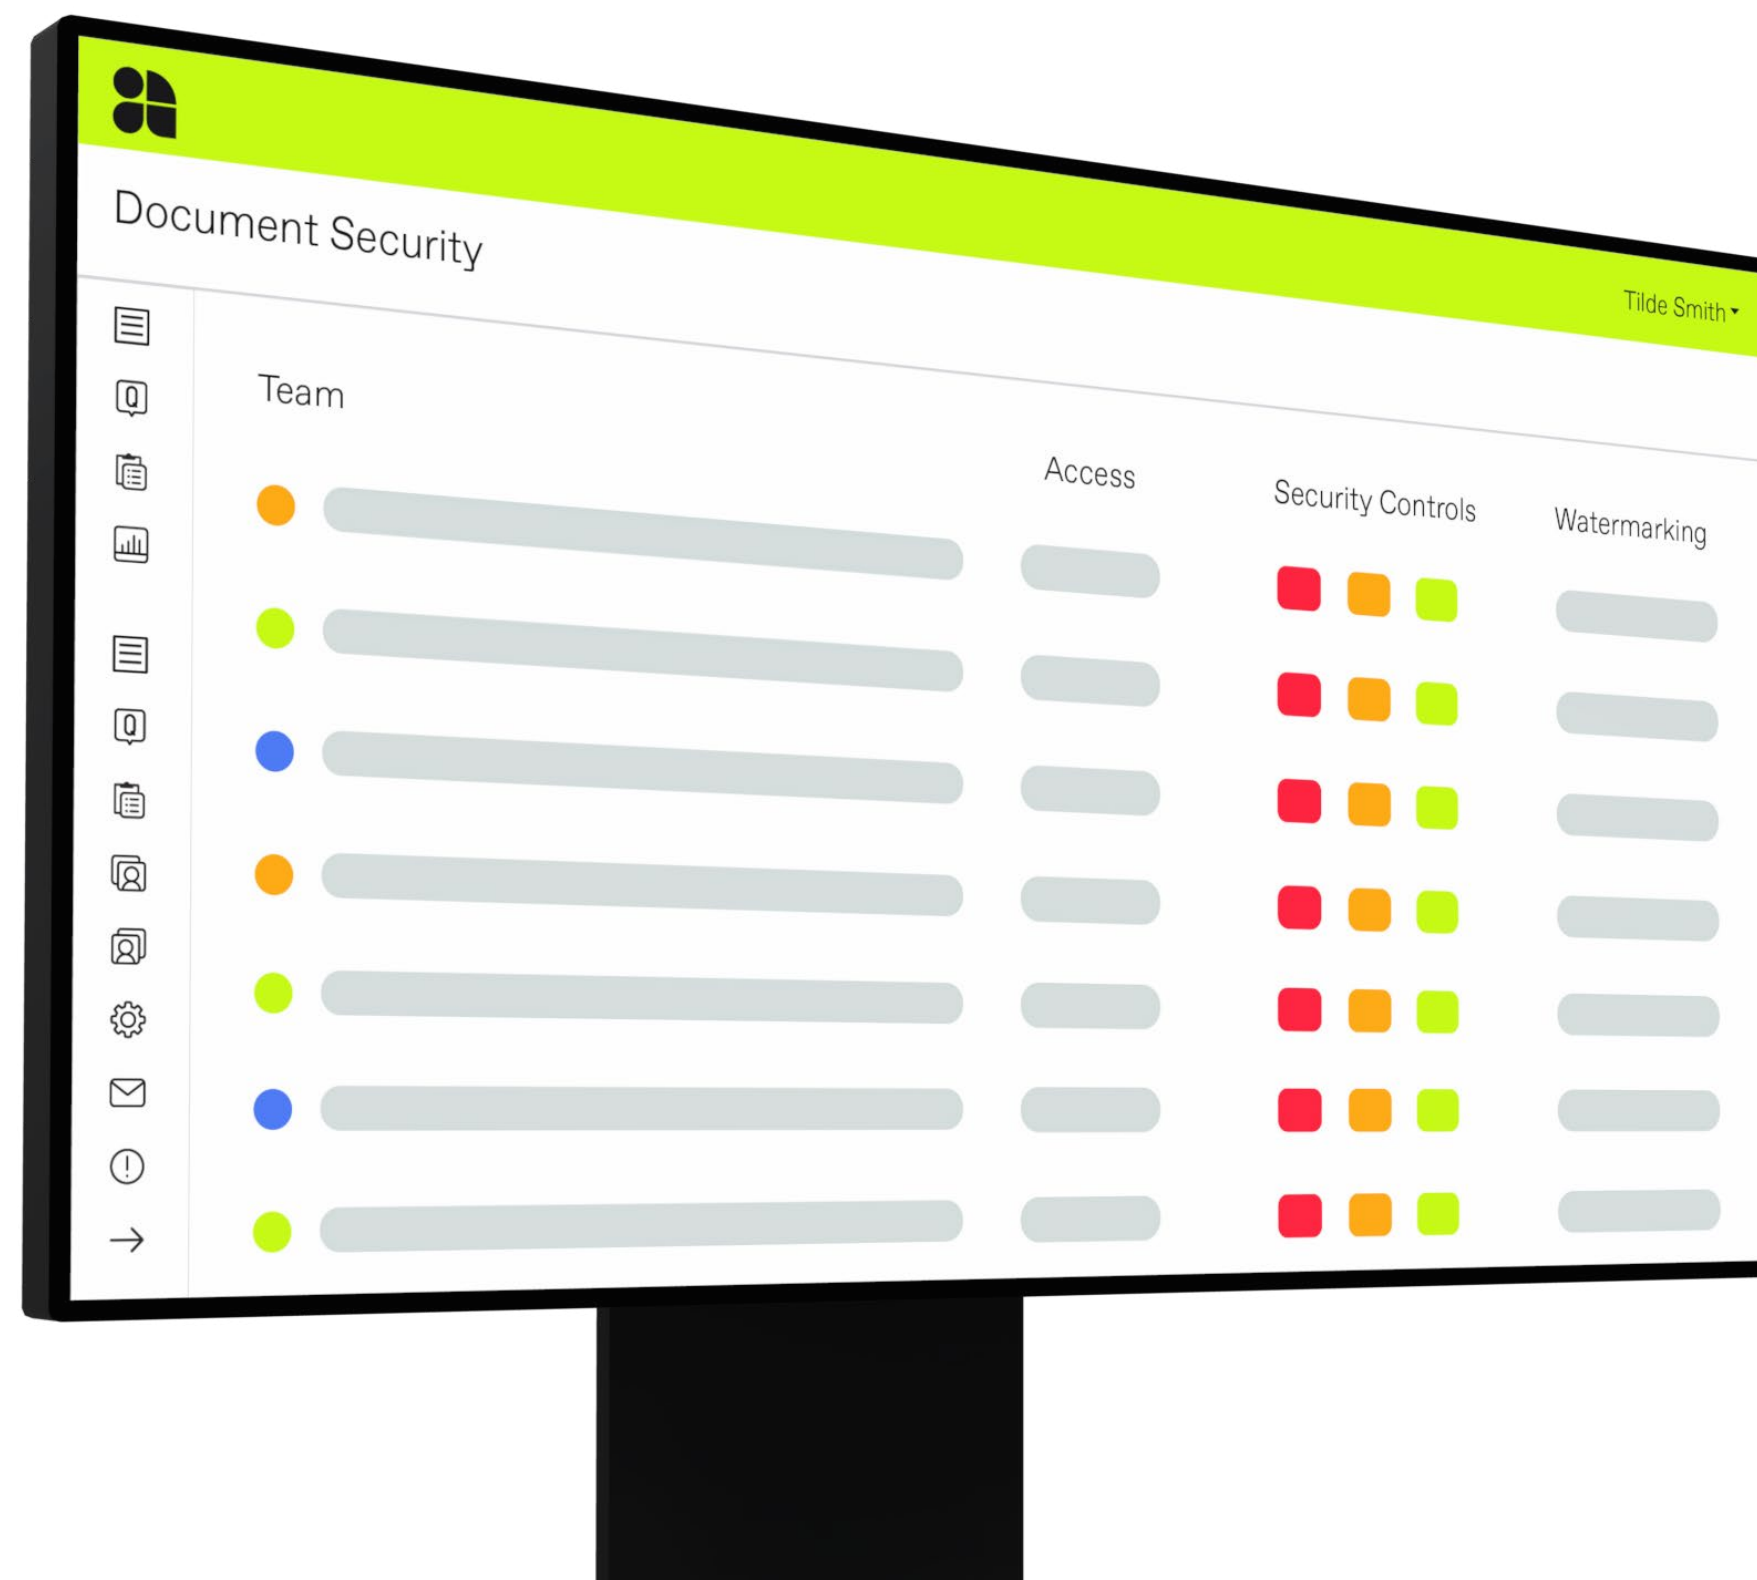 Document Security
Tilde Smith
Team
Access
Security Controls
Watermarking